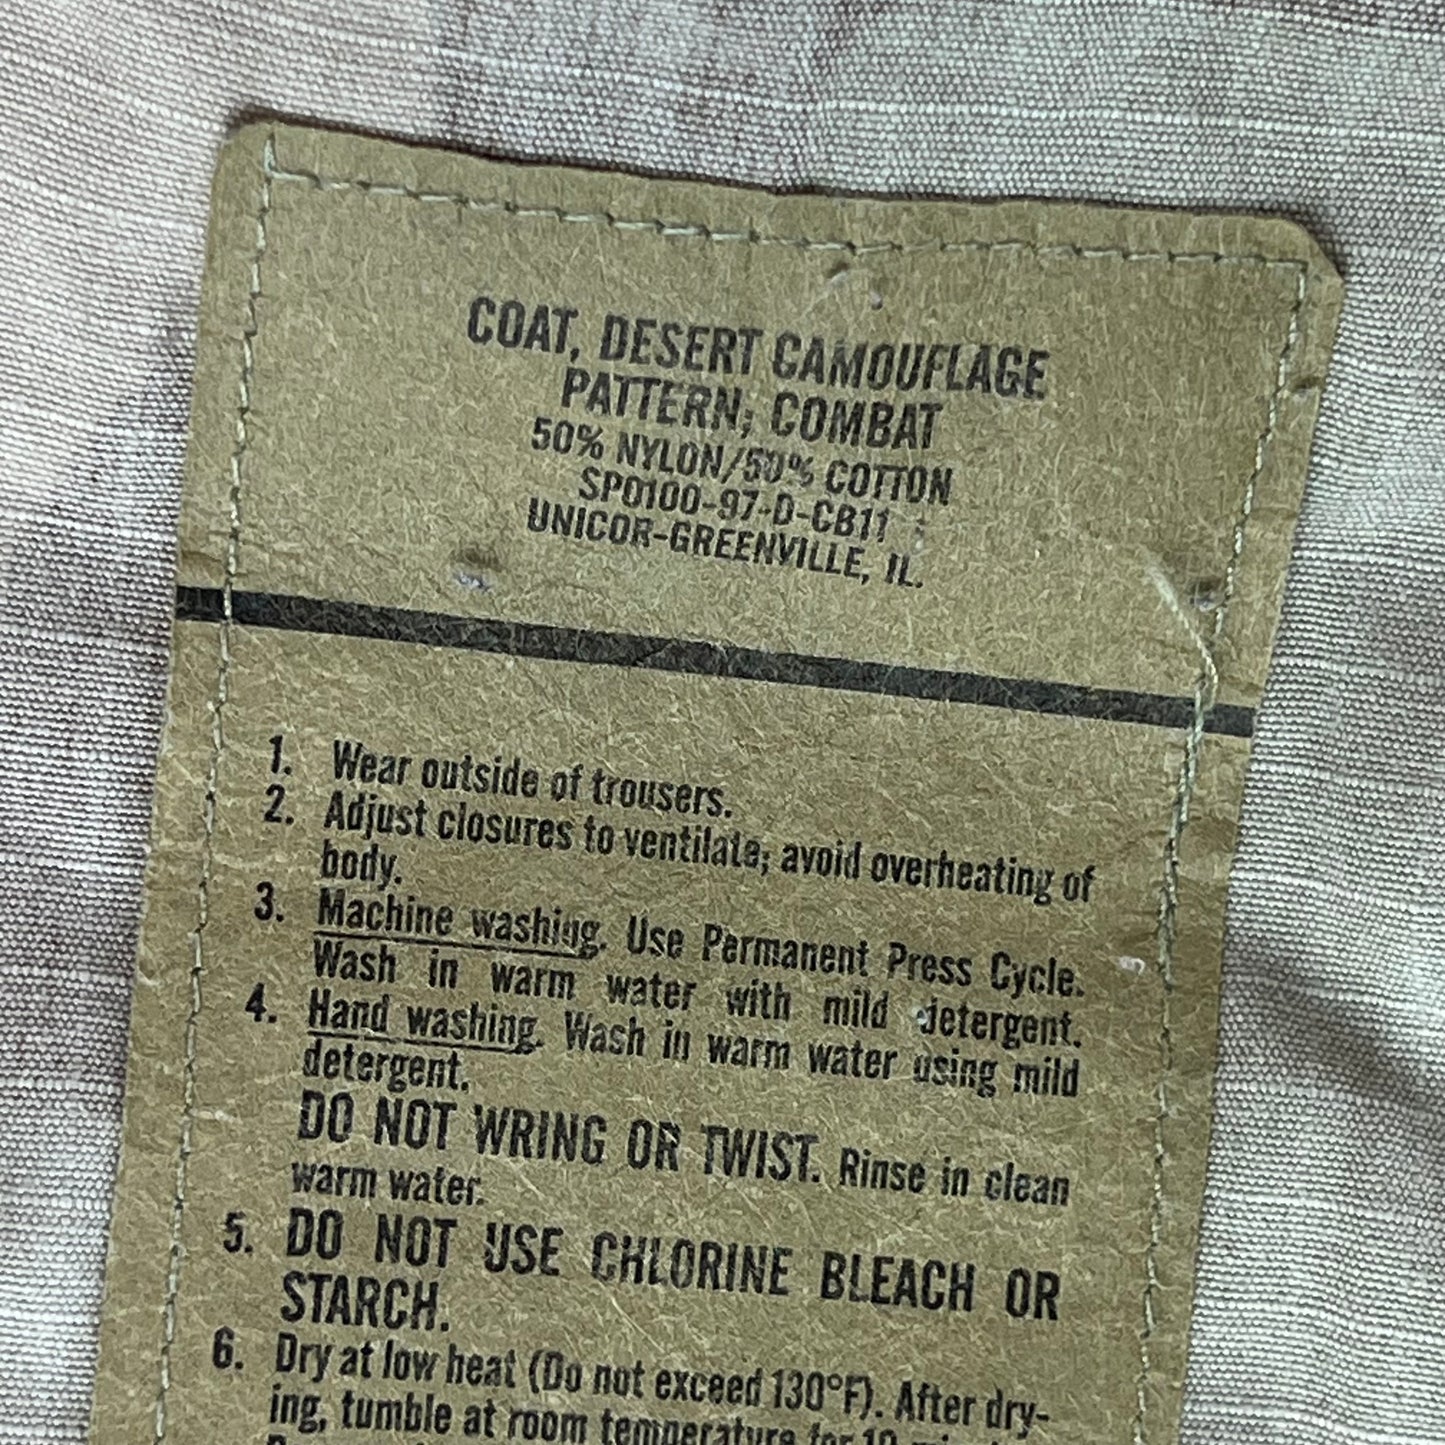 COAT, DESERT CAMOUFLAGE
PATTERN; COMBAT
50% NYLON/50% COTTON
SPO100-97-D-CB11
UNICOR-GREENVILLE, IL.
1. Wear outside of trousers.
2. Adjust closures to ventilate; avoid overheating of
body.
3. Machine washing. Use Permanent Press Cycle.
Wash in warm water with mild detergent.
4. Hand washing. Wash in warm water using mild
detergent.
DO NOT WRING OR TWIST. Rinse in clean
warm water.
5. DO NOT USE CHLORINE BLEACH OR
STARCH.
6. Dry at low heat (Do not exceed 130°F). After dry-
ing, tumble at room temperature for 10